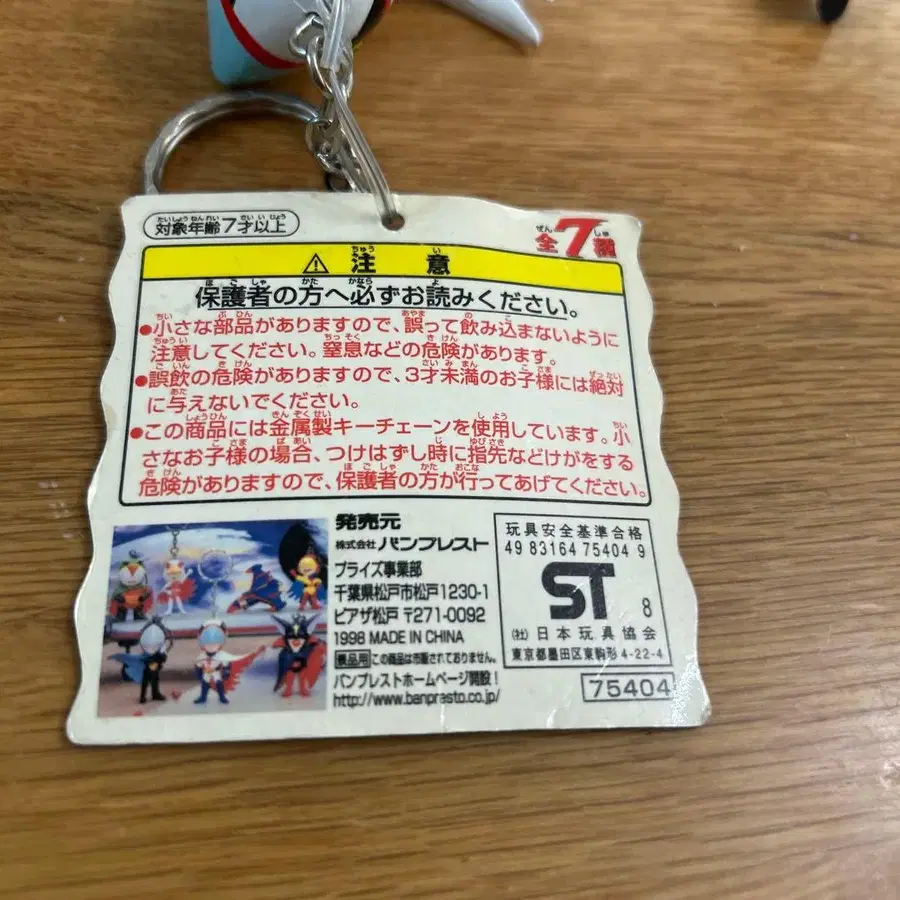 対象年齢7才以上
全7種
⚠ 注意
保護者の方へ必ずお読みください。
●小さな部品がありますので、誤って飲み込まないように
注意してください。窒息などの危険があります。
●誤飲の危険がありますので、3才未満のお子様には絶対
に与えないでください。
●この商品には金属製キーチェーンを使用しています。小
さなお子様の場合、つけはずし時に指先などけがをする
危険がありますので、保護者の方が行ってあげてください。
発売元
株式会社 バンプレスト
プライズ事業部
千葉県松戸市松戸1230-1
ピアザ松戸 〒271-0092
1998 MADE IN CHINA
景品用 この商品は市販されておりません。
バンプレストホームページ開設!
http://www.banpresto.co.jp/
玩具安全基準合格
49 83164 75404 9
ST 8
(社) 日本玩具協会
東京都墨田区東駒形 4-22-4
75404